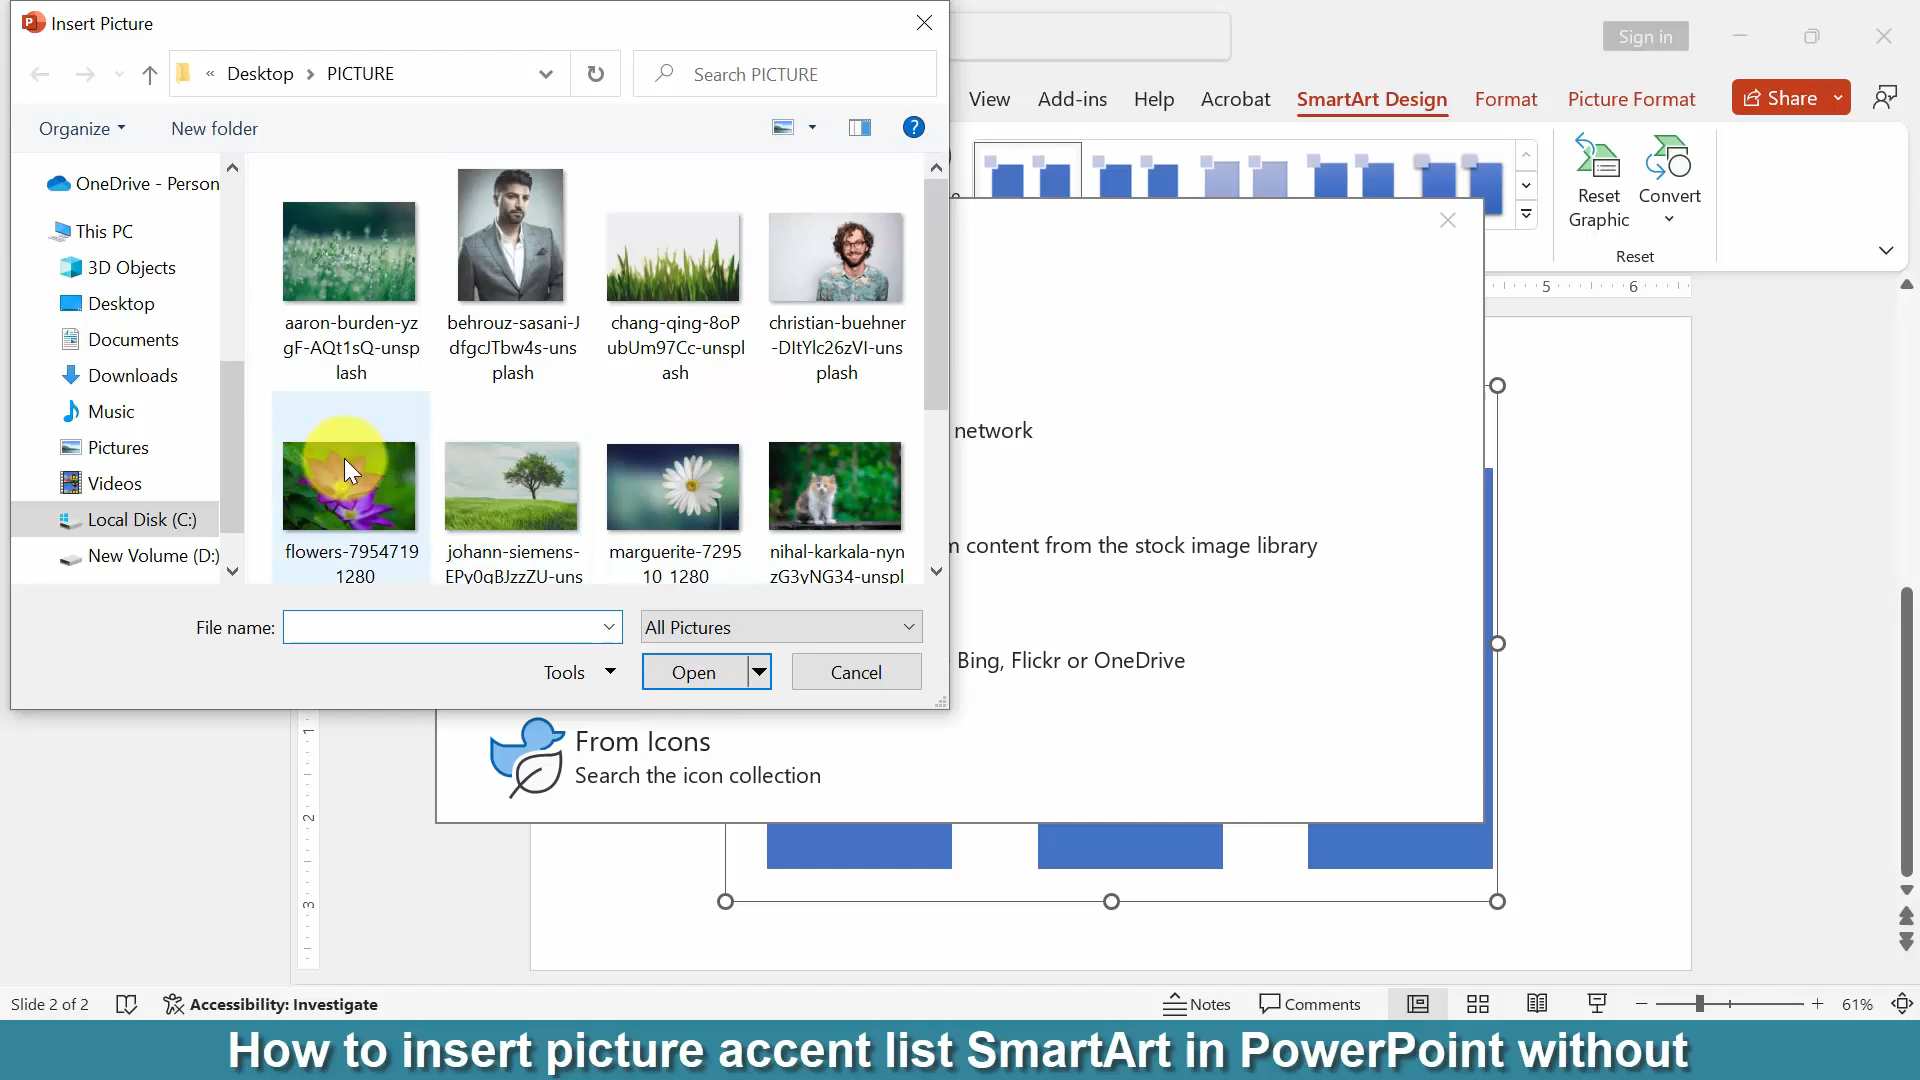 Insert Picture
Sign in
« Desktop > PICTURE
Search PICTURE
View Add-ins Help Acrobat SmartArt Design Format Picture Format
Share
Organize
New folder
?
OneDrive - Person
This PC
3D Objects
Desktop
Documents
Downloads
Music
Pictures
Videos
Local Disk (C:)
New Volume (D:)
aaron-burden-yz
gF-AQt1sQ-unsp
lash
behrouz-sasani-J
dfgcJTbw4s-uns
plash
chang-qing-8oP
ubUm97Cc-unspl
ash
christian-buehner
-DItYlc26zVI-uns
plash
flowers-7954719
1280
johann-siemens-
EPy0gBJzzZU-uns
marguerite-7295
10_1280
nihal-karkala-nyn
zG3yNG34-unspl
File name:
All Pictures
Tools
Open
Cancel
Reset
Graphic
Convert
Reset
5 6
network
m content from the stock image library
Bing, Flickr or OneDrive
From Icons
Search the icon collection
1
2
3
Slide 2 of 2
Accessibility: Investigate
Notes
Comments
61%
How to insert picture accent list SmartArt in PowerPoint without